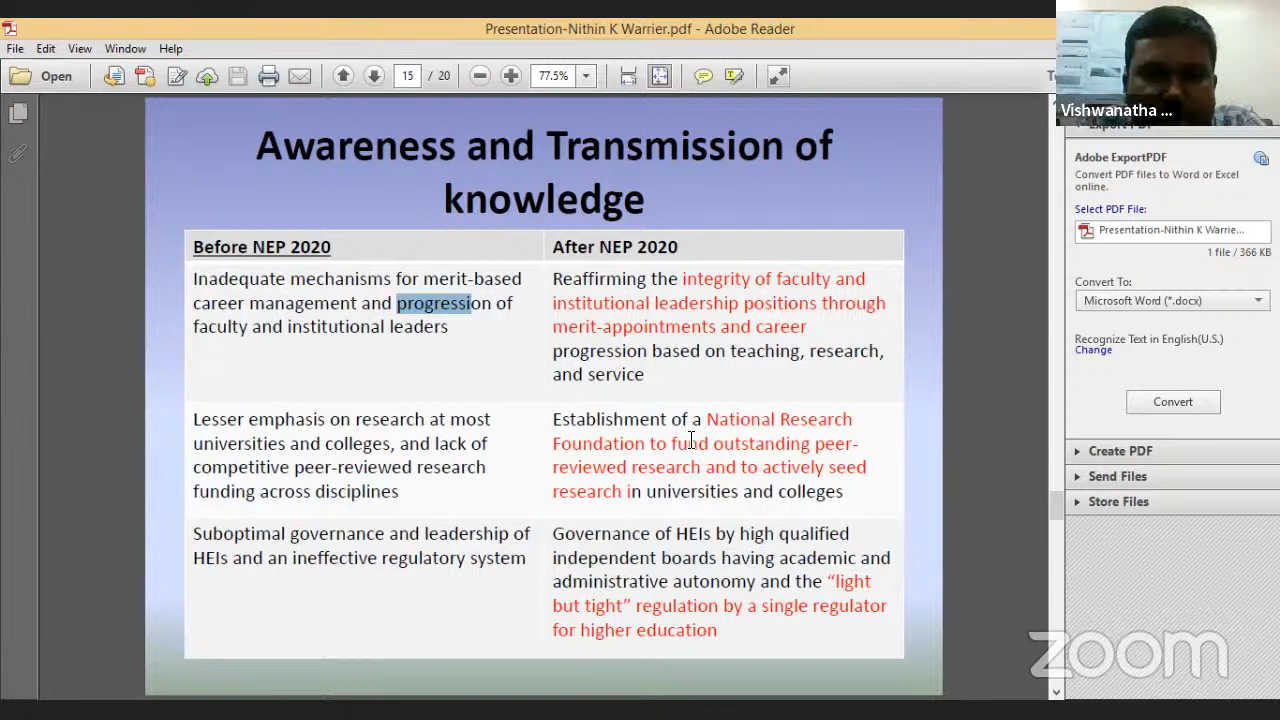 Presentation-Nithin K Warrier.pdf - Adobe Reader
File Edit View Window Help
Open 15 / 20 77.5%
Vishwanatha ...
Awareness and Transmission of
knowledge
Before NEP 2020
Inadequate mechanisms for merit-based
career management and progression of
faculty and institutional leaders
After NEP 2020
Reaffirming the integrity of faculty and
institutional leadership positions through
merit-appointments and career
progression based on teaching, research,
and service
Lesser emphasis on research at most
universities and colleges, and lack of
competitive peer-reviewed research
funding across disciplines
Establishment of a National Research
Foundation to fund outstanding peer-
reviewed research and to actively seed
research in universities and colleges
Suboptimal governance and leadership of
HEIs and an ineffective regulatory system
Governance of HEIs by high qualified
independent boards having academic and
administrative autonomy and the “light
but tight” regulation by a single regulator
for higher education
Adobe ExportPDF
Convert PDF files to Word or Excel
online.
Select PDF File:
Presentation-Nithin K Warrie...
1 file / 366 KB
Convert To:
Microsoft Word (*.docx)
Recognize Text in English(U.S.)
Change
Convert
Create PDF
Send Files
Store Files
zoom